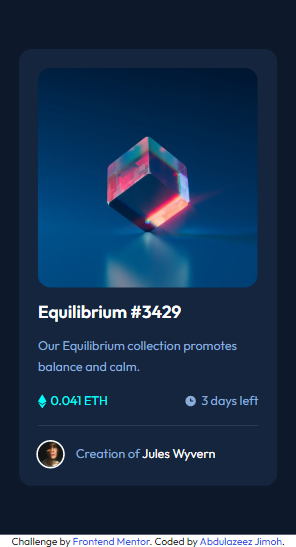 Equilibrium #3429
Our Equilibrium collection promotes
balance and calm.
0.041 ETH
3 days left
Creation of Jules Wyvern
Challenge by Frontend Mentor. Coded by Abdulazeez Jimoh.